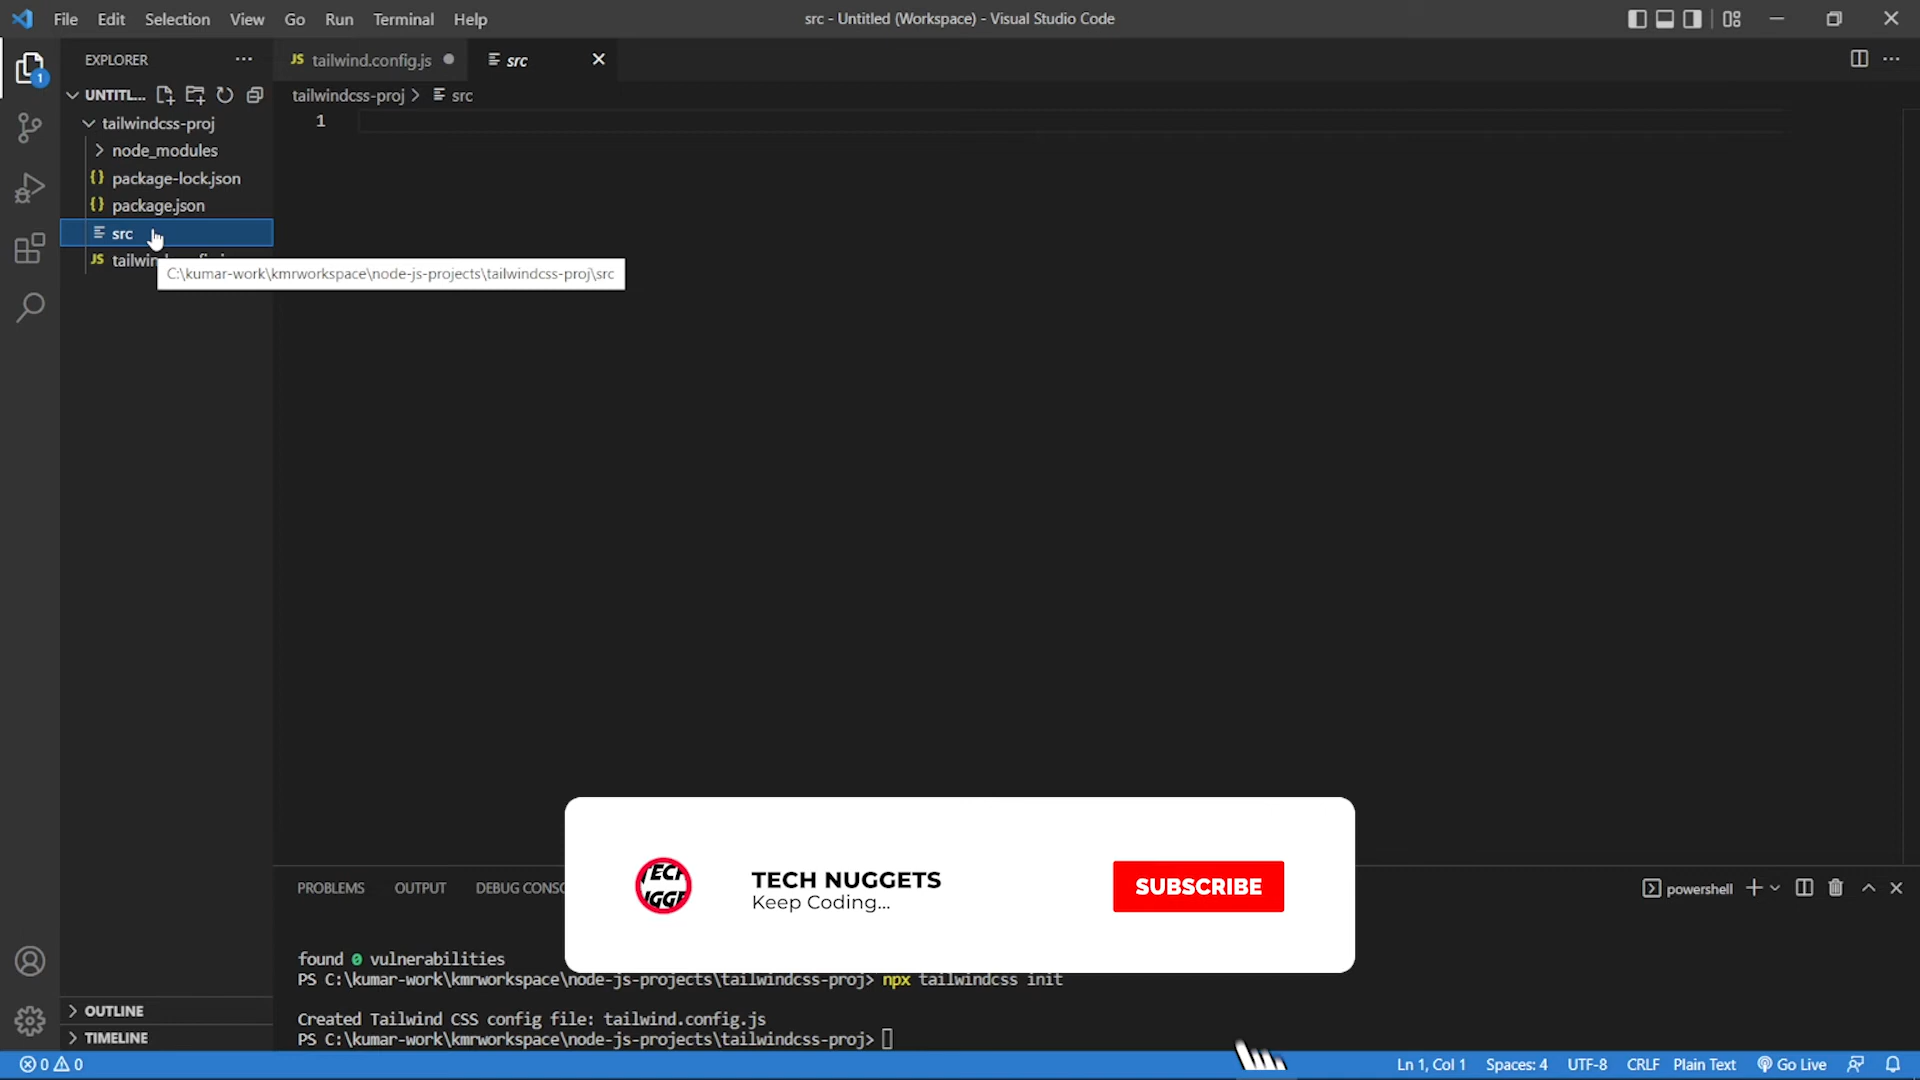 File Edit Selection View Go Run Terminal Help
src - Untitled (Workspace) - Visual Studio Code
EXPLORER
1
UNTITL...
tailwindcss-proj
node_modules
{} package-lock.json
{} package.json
src
JS tailwin
C:\kumar-work\kmrworkspace\node-js-projects\tailwindcss-proj\src
JS tailwind.config.js
src
tailwindcss-proj > src
1
TECH NUGGETS
Keep Coding...
SUBSCRIBE
PROBLEMS OUTPUT DEBUG CONSO
powershell
found 0 vulnerabilities
PS C:\kumar-work\kmrworkspace\node-js-projects\tailwindcss-proj> npx tailwindcss init
Created Tailwind CSS config file: tailwind.config.js
PS C:\kumar-work\kmrworkspace\node-js-projects\tailwindcss-proj>
OUTLINE
TIMELINE
0 0
Ln 1, Col 1 Spaces: 4 UTF-8 CRLF Plain Text Go Live